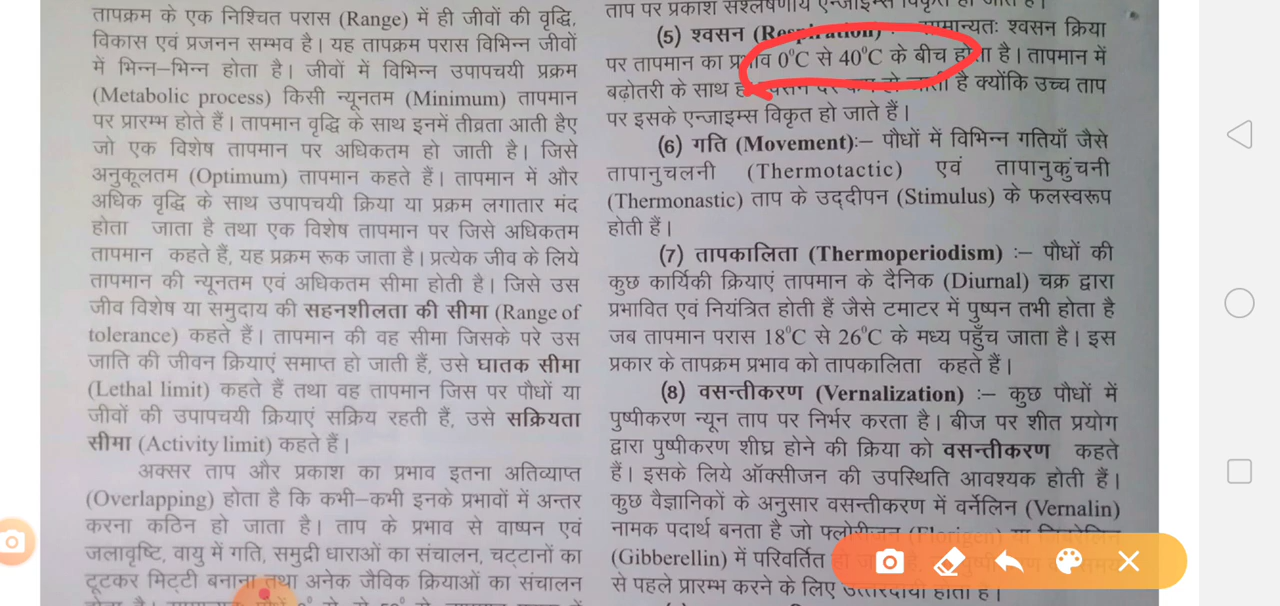 तापक्रम के एक निश्चित परास (Range) में ही जीवों की वृद्धि,
विकास एवं प्रजनन सम्भव है। यह तापक्रम परास विभिन्न जीवों
में भिन्न–भिन्न होता है। जीवों में विभिन्न उपापचयी प्रक्रम
(Metabolic process) किसी न्यूनतम (Minimum) तापमान
पर प्रारम्भ होते हैं। तापमान वृद्धि के साथ इनमें तीव्रता आती हैए
जो एक विशेष तापमान पर अधिकतम हो जाती है। जिसे
अनुकूलतम (Optimum) तापमान कहते हैं। तापमान में और
अधिक वृद्धि के साथ उपापचयी क्रिया या प्रक्रम लगातार मंद
होता जाता है तथा एक विशेष तापमान पर जिसे अधिकतम
तापमान कहते हैं, यह प्रक्रम रूक जाता है। प्रत्येक जीव के लिये
तापमान की न्यूनतम एवं अधिकतम सीमा होती है। जिसे उस
जीव विशेष या समुदाय की सहनशीलता की सीमा (Range of
tolerance) कहते हैं। तापमान की वह सीमा जिसके परे उस
जाति की जीवन क्रियाएं समाप्त हो जाती हैं, उसे घातक सीमा
(Lethal limit) कहते हैं तथा वह तापमान जिस पर पौधों या
जीवों की उपापचयी क्रियाएं सक्रिय रहती हैं, उसे सक्रियता
सीमा (Activity limit) कहते हैं।
अक्सर ताप और प्रकाश का प्रभाव इतना अतिव्याप्त
(Overlapping) होता है कि कभी–कभी इनके प्रभावों में अन्तर
करना कठिन हो जाता है। ताप के प्रभाव से वाष्पन एवं
जलावृष्टि, वायु में गति, समुद्री धाराओं का संचालन, चट्टानों का
टूटकर मिट्टी बनाना तथा अनेक जैविक क्रियाओं का संचालन
ताप पर प्रकाश संश्लेषणीय एन्जाइम्स विकृत हो जाते हैं।
(5) श्वसन (Respiration) सामान्यतः श्वसन क्रिया
पर तापमान का प्रभाव 0°C से 40°C के बीच होता है। तापमान में
बढ़ोतरी के साथ ही श्वसन दर कम हो जाती है क्योंकि उच्च ताप
पर इसके एन्जाइम्स विकृत हो जाते हैं।
(6) गति (Movement):– पौधों में विभिन्न गतियाँ जैसे
तापानुचलनी (Thermotactic) एवं तापानुकुंचनी
(Thermonastic) ताप के उद्दीपन (Stimulus) के फलस्वरूप
होती हैं।
(7) तापकालिता (Thermoperiodism) :– पौधों की
कुछ कार्यिकी क्रियाएं तापमान के दैनिक (Diurnal) चक्र द्वारा
प्रभावित एवं नियंत्रित होती हैं जैसे टमाटर में पुष्पन तभी होता है
जब तापमान परास 18°C से 26°C के मध्य पहुँच जाता है। इस
प्रकार के तापक्रम प्रभाव को तापकालिता कहते हैं।
(8) वसन्तीकरण (Vernalization) :– कुछ पौधों में
पुष्पीकरण न्यून ताप पर निर्भर करता है। बीज पर शीत प्रयोग
द्वारा पुष्पीकरण शीघ्र होने की क्रिया को वसन्तीकरण कहते
हैं। इसके लिये ऑक्सीजन की उपस्थिति आवश्यक होती हैं।
कुछ वैज्ञानिकों के अनुसार वसन्तीकरण में वर्नेलिन (Vernalin)
नामक पदार्थ बनता है जो फ्लोरीजन (Florigen) या जिबरेलिन
(Gibberellin) में परिवर्तित
से पहले प्रारम्भ करने के लिए उत्तरदायी होता है।